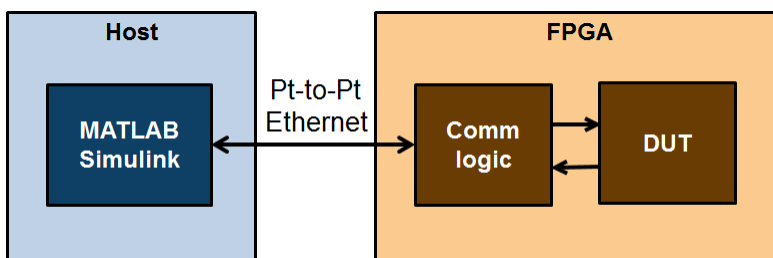 Host
FPGA
MATLAB
Simulink
Pt-to-Pt
Ethernet
Comm
logic
DUT